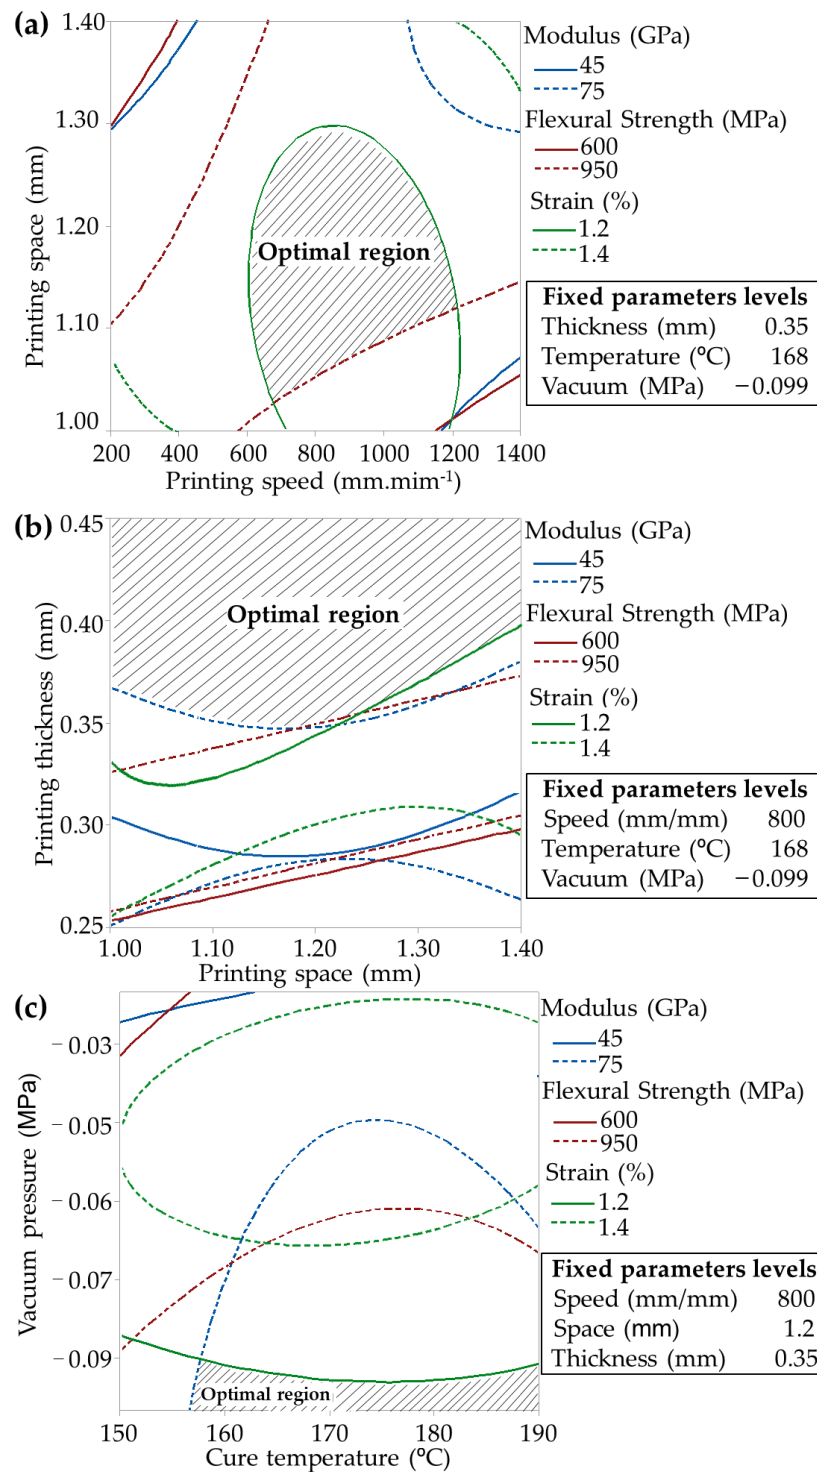 (a)
1.40
1.30
1.20
1.10
1.00
Printing space (mm)
Optimal region
200 400 600 800 1000 1200 1400
Printing speed (mm.mim-1)
Modulus (GPa)
45
75
Flexural Strength (MPa)
600
950
Strain (%)
1.2
1.4
Fixed parameters levels
Thickness (mm) 0.35
Temperature (ºC) 168
Vacuum (MPa) −0.099
(b)
0.45
0.40
0.35
0.30
0.25
Printing thickness (mm)
Optimal region
1.00 1.10 1.20 1.30 1.40
Printing space (mm)
Modulus (GPa)
45
75
Flexural Strength (MPa)
600
950
Strain (%)
1.2
1.4
Fixed parameters levels
Speed (mm/mm) 800
Temperature (ºC) 168
Vacuum (MPa) −0.099
(c)
−0.03
−0.05
−0.06
−0.07
−0.09
Vacuum pressure (MPa)
Optimal region
150 160 170 180 190
Cure temperature (ºC)
Modulus (GPa)
45
75
Flexural Strength (MPa)
600
950
Strain (%)
1.2
1.4
Fixed parameters levels
Speed (mm/mm) 800
Space (mm) 1.2
Thickness (mm) 0.35